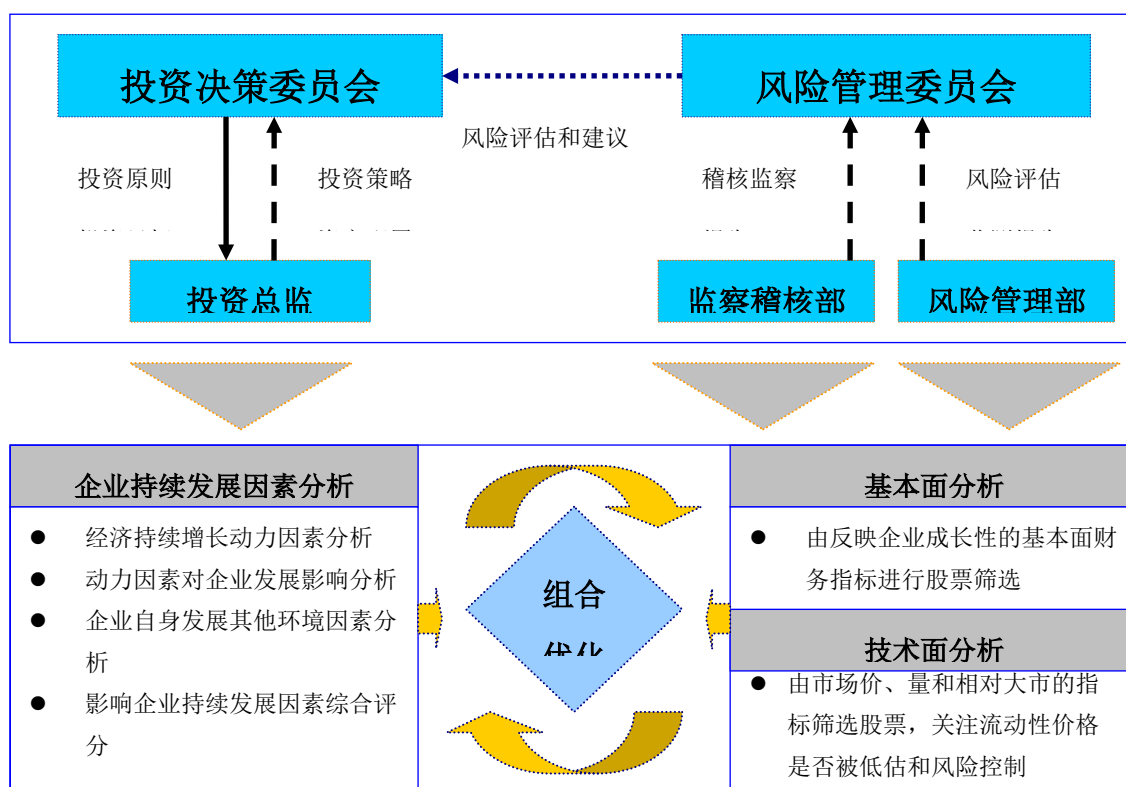 投资决策委员会
风险管理委员会
风险评估和建议
投资原则
投资策略
稽核监察
风险评估
投资总监
监察稽核部
风险管理部
企业持续发展因素分析
● 经济持续增长动力因素分析
● 动力因素对企业发展影响分析
● 企业自身发展其他环境因素分
析
● 影响企业持续发展因素综合评
分
组合
优化
基本面分析
● 由反映企业成长性的基本面财
务指标进行股票筛选
技术面分析
● 由市场价、量和相对大市的指
标筛选股票，关注流动性价格
是否被低估和风险控制